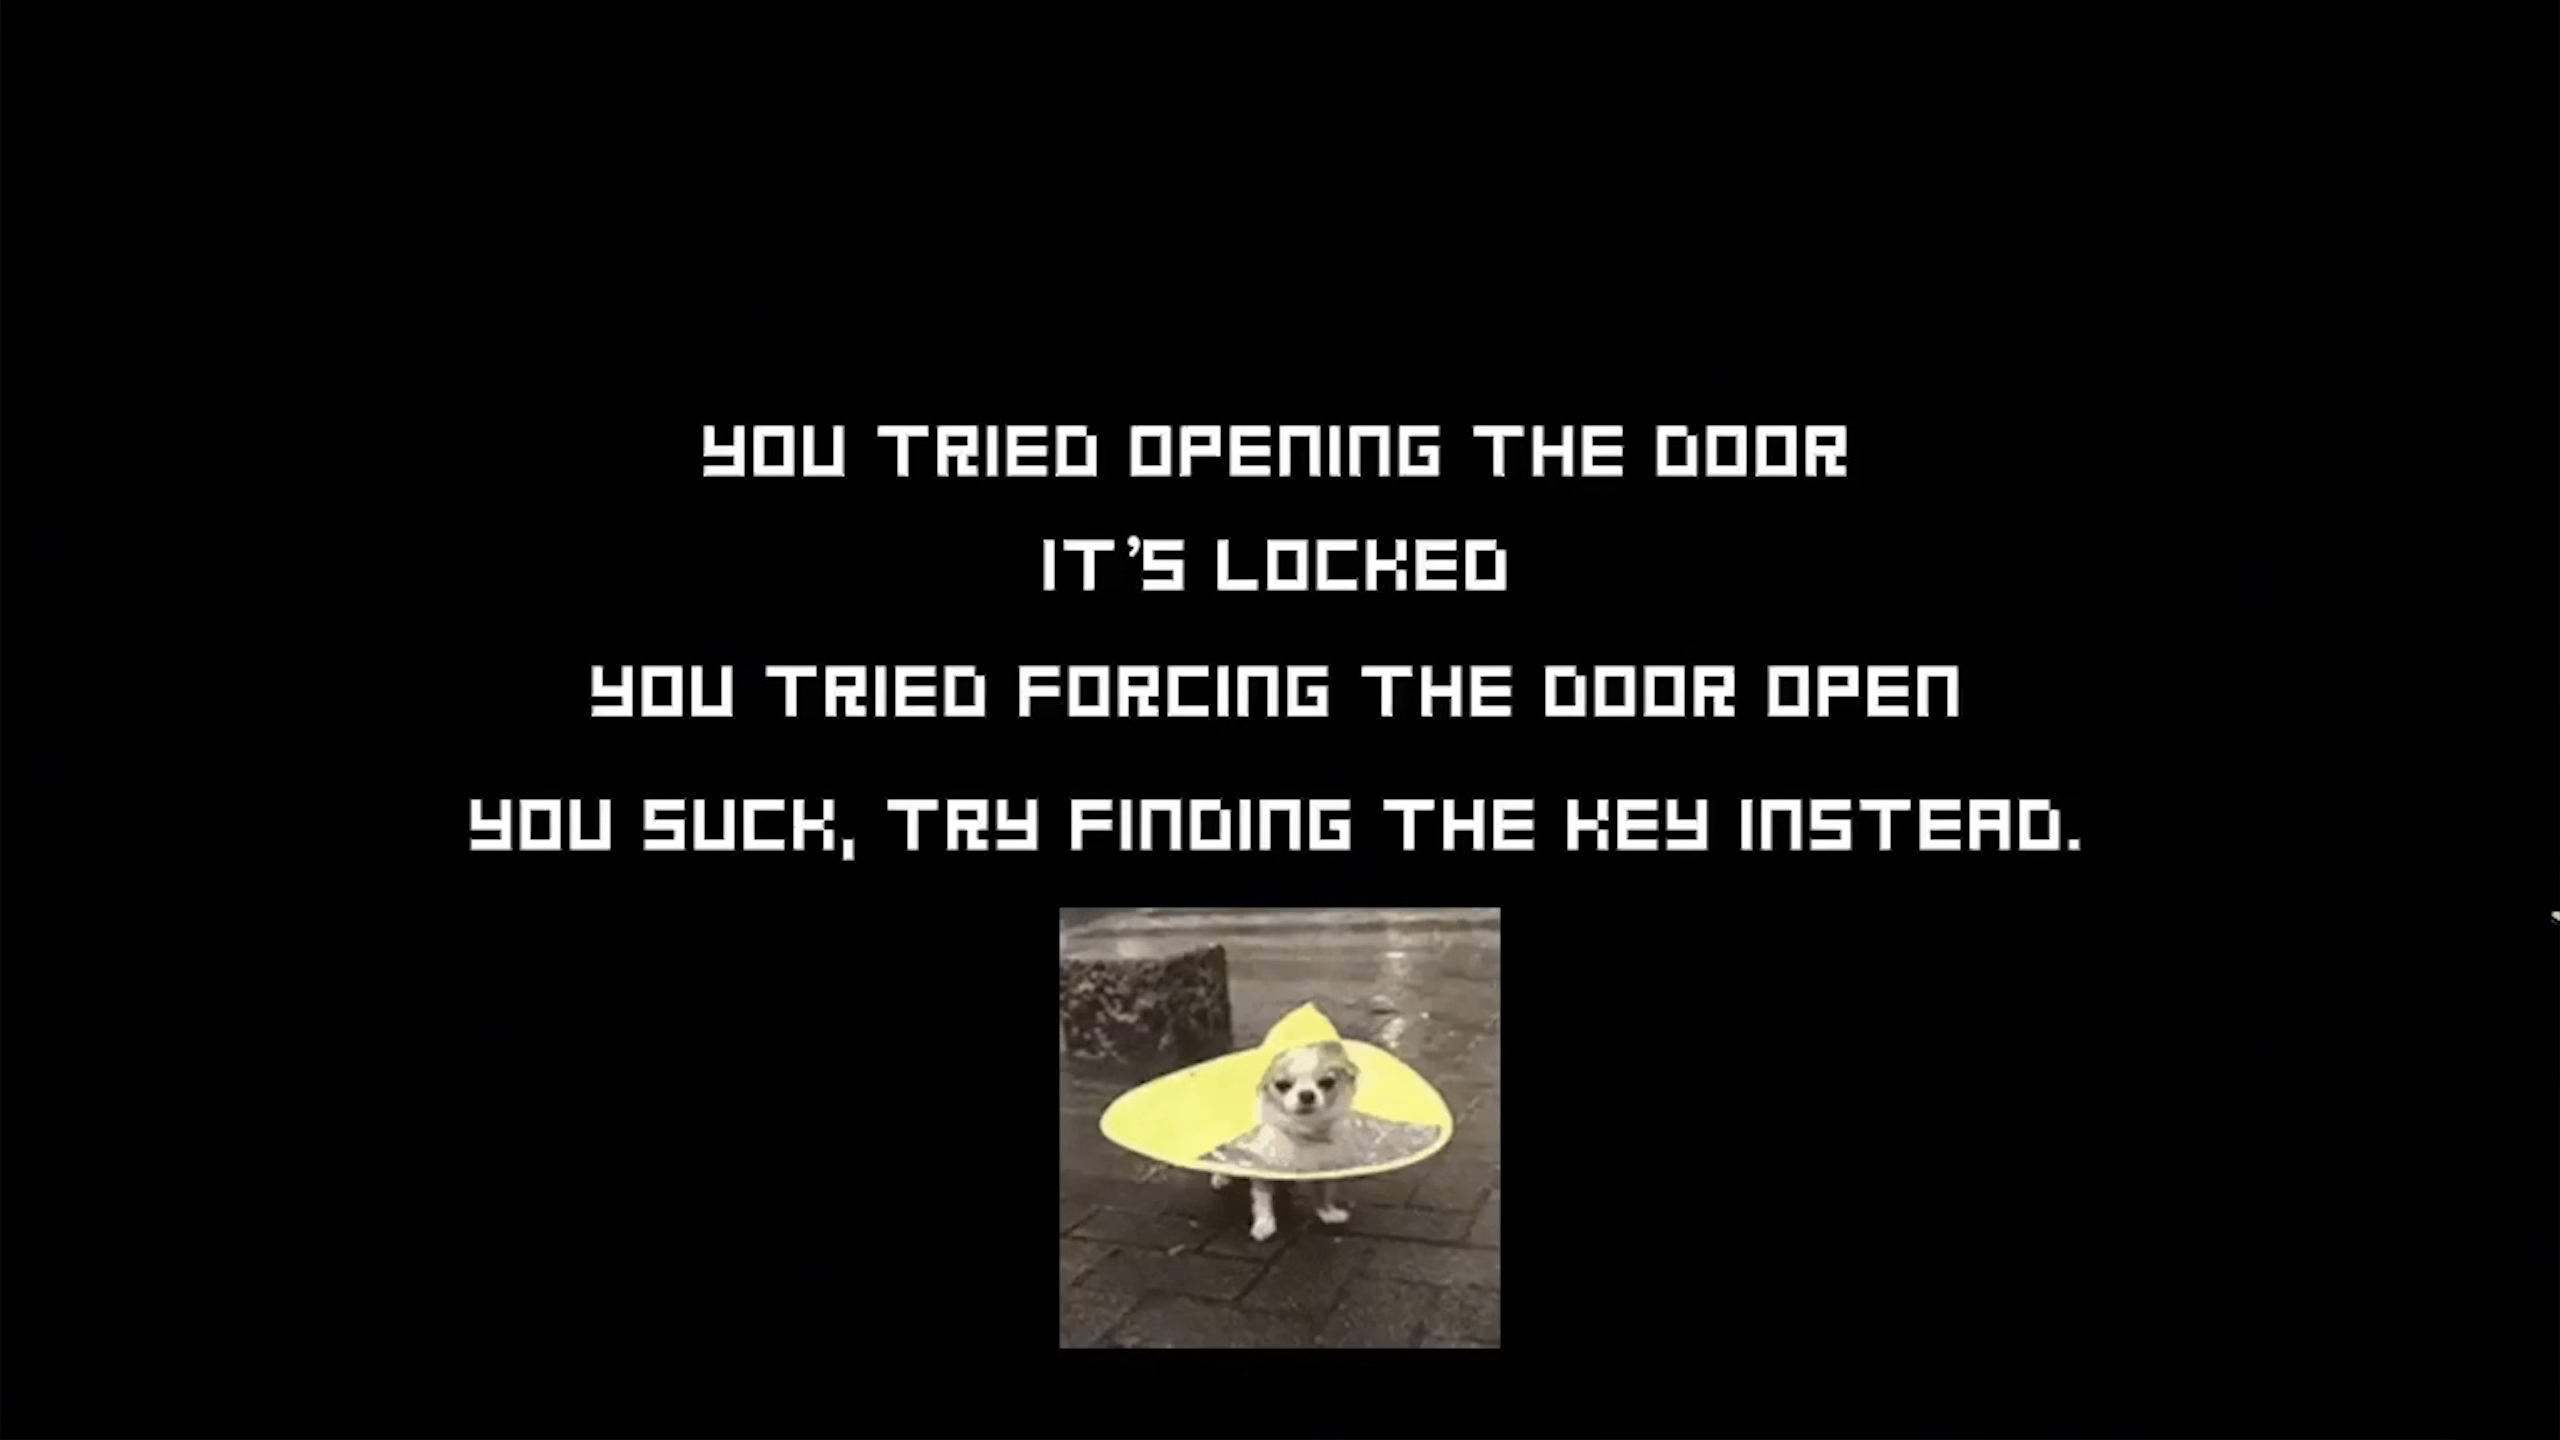 YOU TRIED OPENING THE DOOR
IT'S LOCKED
YOU TRIED FORCING THE DOOR OPEN
YOU SUCK, TRY FINDING THE KEY INSTEAD.